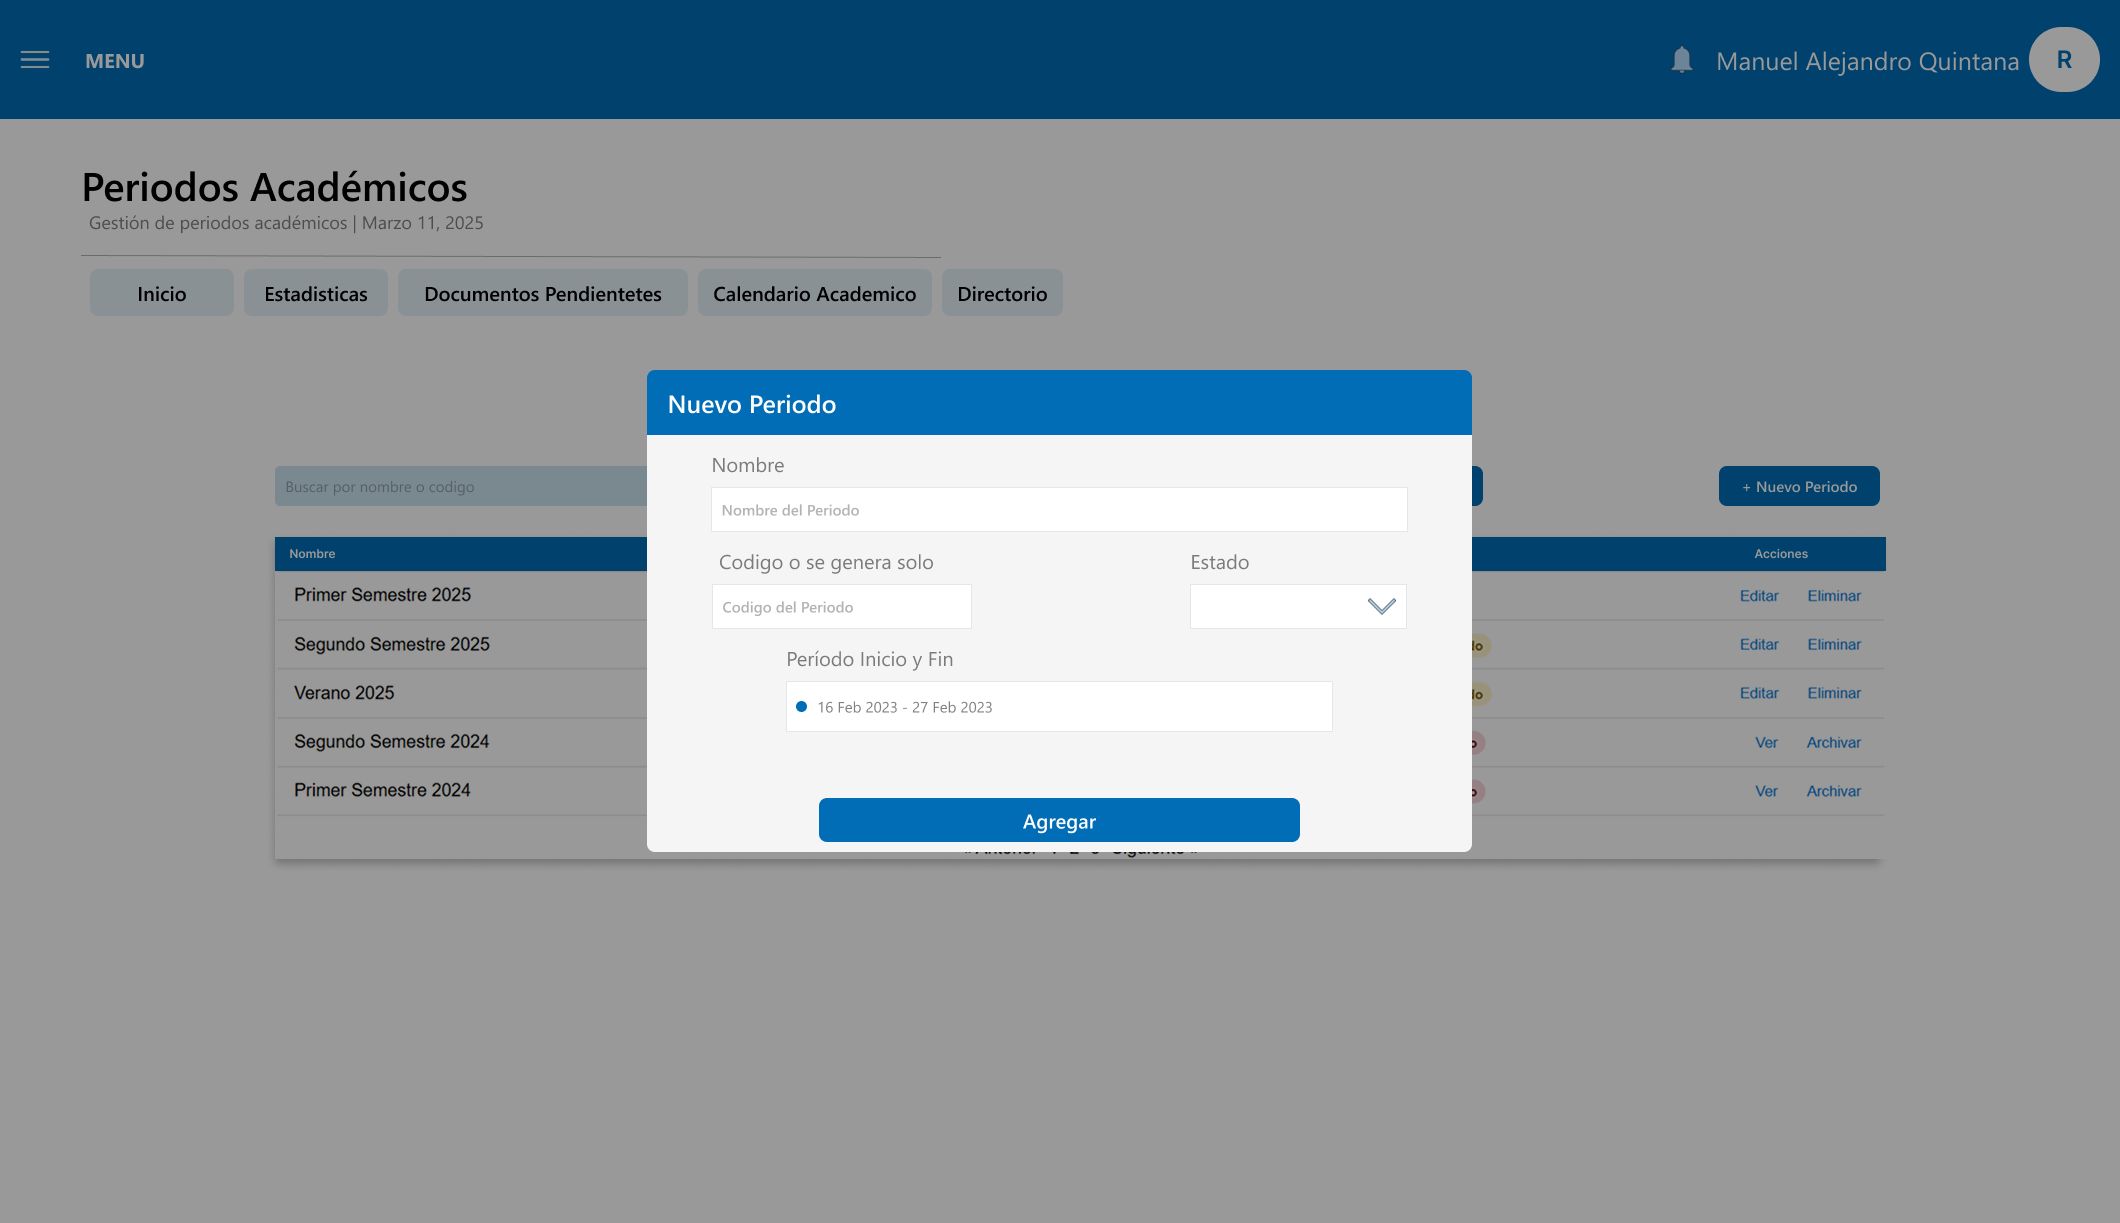 MENU
Manuel Alejandro Quintana
R
Periodos Académicos
Gestión de periodos académicos | Marzo 11, 2025
Inicio
Estadisticas
Documentos Pendientetes
Calendario Academico
Directorio
Nuevo Periodo
Nombre
Nombre del Periodo
Codigo o se genera solo
Estado
Codigo del Periodo
Período Inicio y Fin
16 Feb 2023 - 27 Feb 2023
Agregar
Buscar por nombre o codigo
+ Nuevo Periodo
Nombre
Acciones
Primer Semestre 2025
Editar Eliminar
Segundo Semestre 2025
do
Editar Eliminar
Verano 2025
do
Editar Eliminar
Segundo Semestre 2024
Ver Archivar
Primer Semestre 2024
Ver Archivar